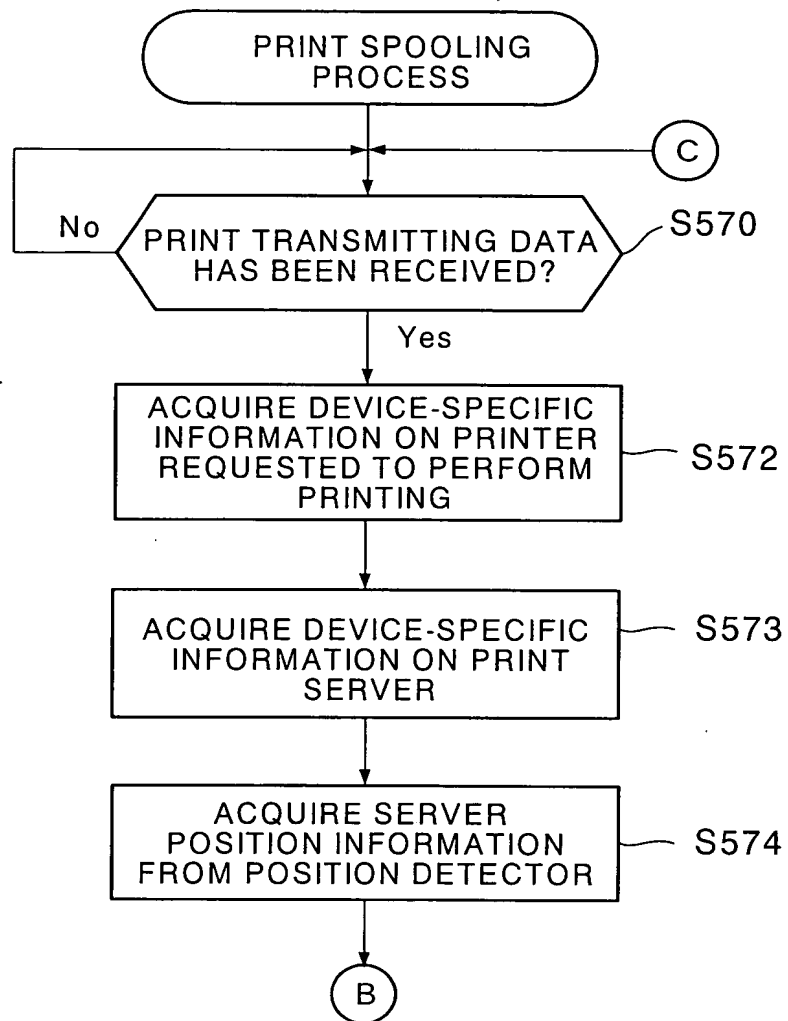 PRINT SPOOLING
PROCESS
C
No
PRINT TRANSMITTING DATA
HAS BEEN RECEIVED?
S570
Yes
ACQUIRE DEVICE-SPECIFIC
INFORMATION ON PRINTER
REQUESTED TO PERFORM
PRINTING
S572
ACQUIRE DEVICE-SPECIFIC
INFORMATION ON PRINT
SERVER
S573
ACQUIRE SERVER
POSITION INFORMATION
FROM POSITION DETECTOR
S574
B